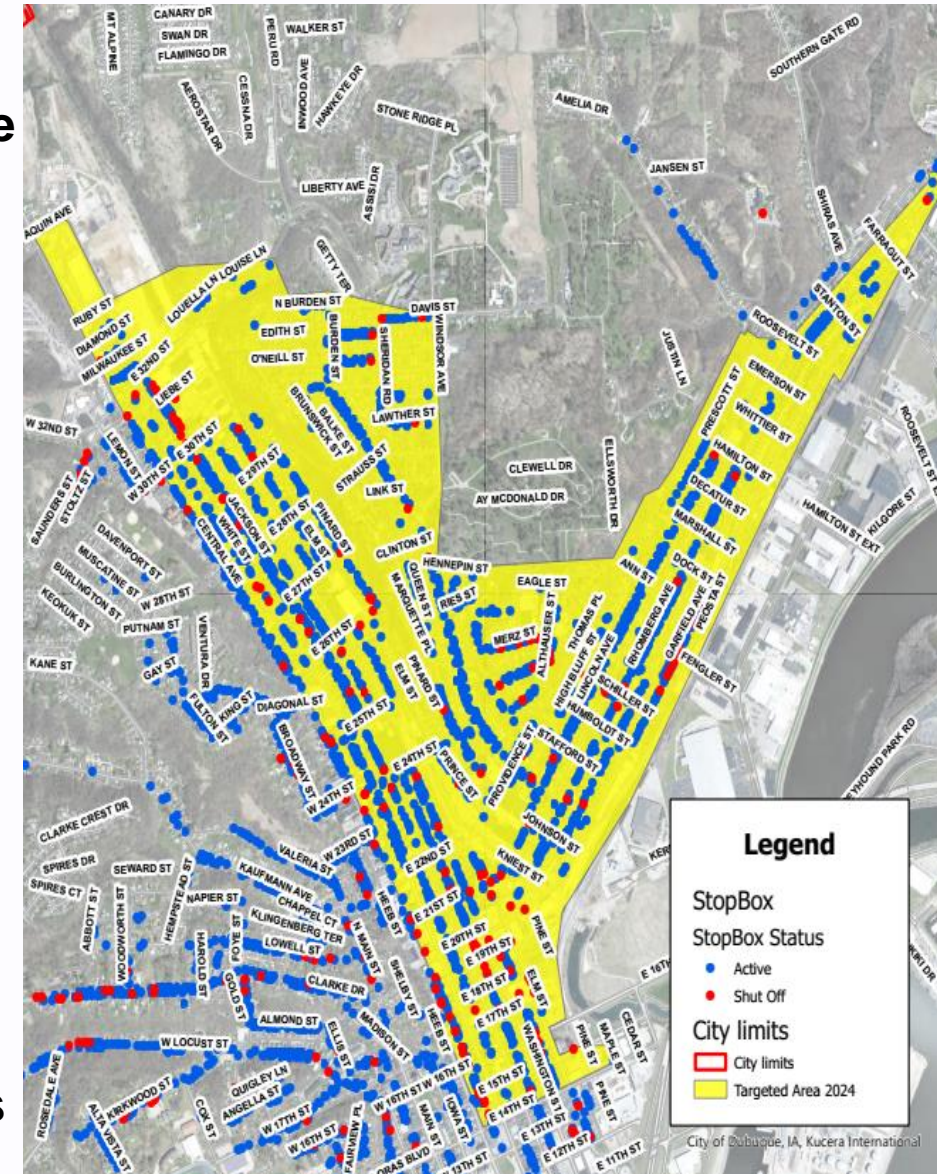 CANARY DR
SWAN DR
FLAMINGO DR
MT ALPINE
PERU RD
WALKER ST
INWOOD AVE
HAWKEYE DR
CESSNA DR
AEROSTAR DR
STONE RIDGE PL
SOUTHERN GATE RD
AMELIA DR
JANSEN ST
e
LIBERTY AVE
ASSISI DR
SHIRAS AVE
FARRAGUT ST
AQUIN AVE
GETTY TER
LOUELLA LN
LOUISE LN
N BURDEN ST
DAVIS ST
RUBY ST
DIAMOND ST
MILWAUKEE ST
E 32ND ST
LIEBE ST
EDITH ST
O'NEILL ST
BURDEN ST
SHERIDAN RD
WINDSOR AVE
STANTON ST
ROOSEVELT ST
JUSTIN LN
EMERSON ST
PRESCOTT ST
WHITTIER ST
BRUNSWICK ST
BALKE ST
LAWTHER ST
STRAUSS ST
LINK ST
W 32ND ST
LEMON ST
E 30TH ST
W 30TH ST
E 29TH ST
SAUNDERS ST
STOLTZ ST
CLEWELL DR
AY MCDONALD DR
ELLSWORTH DR
HAMILTON ST
DECATUR ST
MARSHALL ST
ROOSEVELT ST
KILGORE ST
HAMILTON ST EXT
JACKSON ST
WHITE ST
CENTRAL AVE
E 28TH ST
ELM ST
PINARD ST
E 27TH ST
CLINTON ST
HENNEPIN ST
QUEEN ST
RIES ST
MARQUETTE PL
EAGLE ST
ANN ST
DOCK ST
PEOSTA ST
GARFIELD AVE
RHOMBERG AVE
FENGLER ST
DAVENPORT ST
MUSCATINE ST
BURLINGTON ST
KEOKUK ST
W 28TH ST
PUTNAM ST
VENTURA DR
KANE ST
GAY ST
FULTON ST
KING ST
DIAGONAL ST
E 26TH ST
MERZ ST
ALTHAUSER ST
THOMAS PL
HIGH BLUFF ST
LINCOLN AVE
SCHILLER ST
HUMBOLDT ST
ELM ST
PINARD ST
E 25TH ST
BROADWAY ST
E 24TH ST
PRINCE ST
PROVIDENCE ST
STAFFORD ST
W 24TH ST
JOHNSON ST
EYHOUND PARK RD
CLARKE CREST DR
SPIRES DR
SPIRES CT
SEWARD ST
ABBOTT ST
WOODWORTH ST
HEMPSTEAD ST
VALERIA ST
W 23RD ST
KAUFMANN AVE
NAPIER ST
CHAPPEL CT
KLINGENBERG TER
LOWELL ST
N MAIN ST
HEEB ST
E 22ND ST
E 21ST ST
KNIEST ST
KER
HAROLD ST
FOYE ST
GOLD ST
CLARKE DR
SHELBY ST
E 20TH ST
E 19TH ST
E 18TH ST
E 17TH ST
PINE ST
ELM ST
E 16TH
HEEB ST
ALMOND ST
ELLIS ST
MADISON ST
W LOCUST ST
WASHINGTON ST
PINE ST
MAPLE ST
CEDAR ST
ROSEDALE AVE
QUIGLEY LN
ANGELLA ST
KIRKWOOD ST
ALTA VISTA ST
COX ST
W 17TH ST
W 16TH ST
W 16TH ST
E 15TH ST
E 14TH ST
W 15TH ST
FAIRVIEW PL
MAIN ST
IOWA ST
ORAS BLVD
W 13TH ST
E 13TH ST
E 12TH ST
E 11TH ST
PINE ST
s
Legend
StopBox
StopBox Status
Active
Shut Off
City limits
City limits
Targeted Area 2024
City of Dubuque, IA, Kucera International